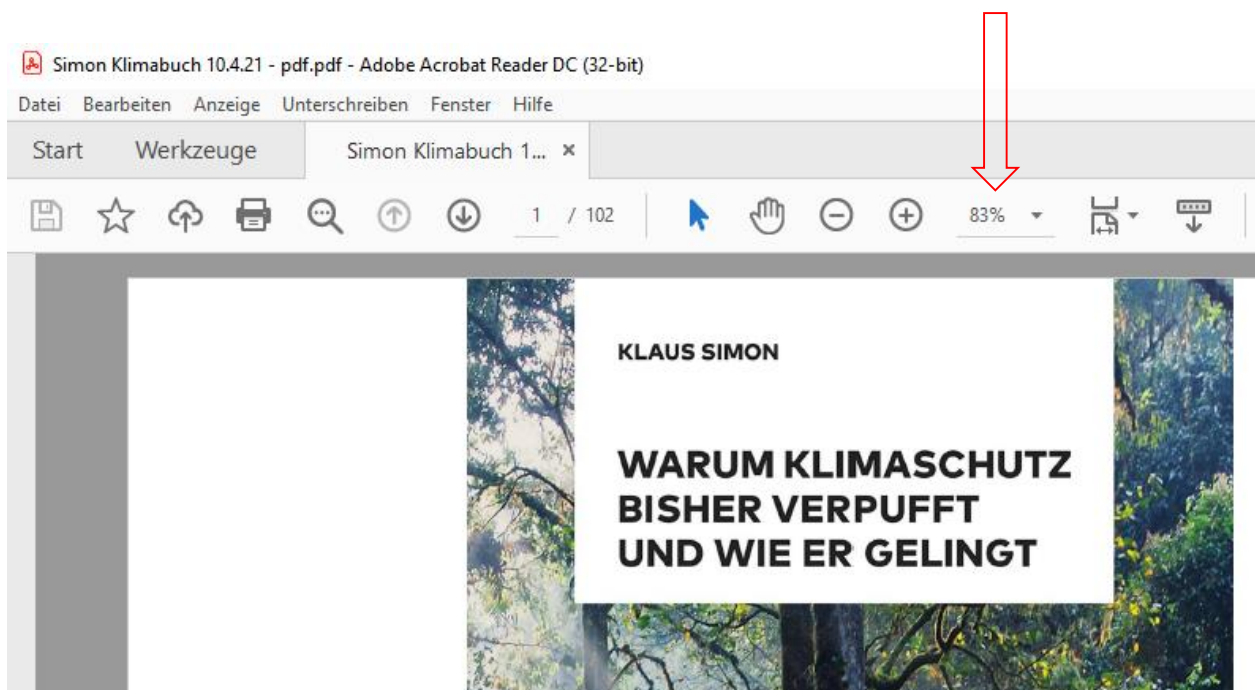 Simon Klimabuch 10.4.21 - pdf.pdf - Adobe Acrobat Reader DC (32-bit)
Datei Bearbeiten Anzeige Unterschreiben Fenster Hilfe
Start Werkzeuge Simon Klimabuch 1... ×
1 / 102 83%
KLAUS SIMON
WARUM KLIMASCHUTZ
BISHER VERPUFFT
UND WIE ER GELINGT